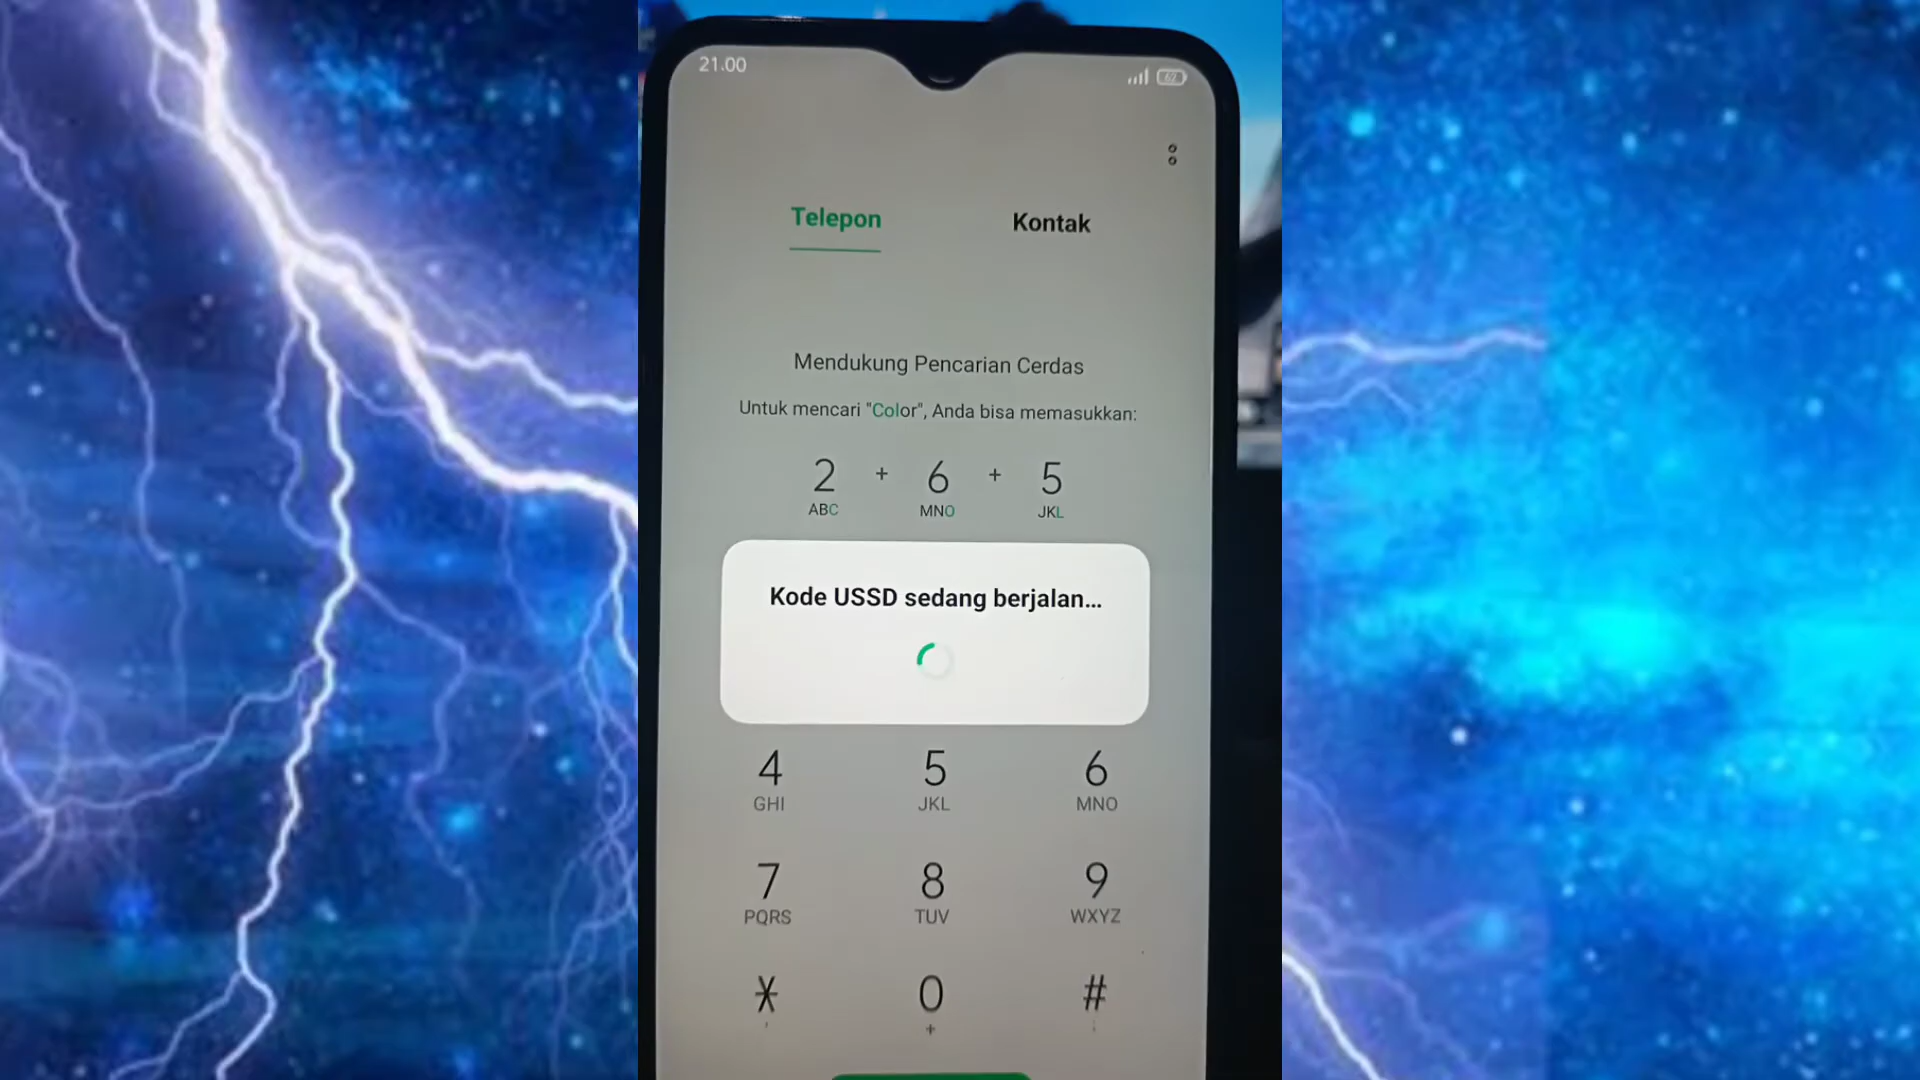 21.00
62
Telepon Kontak
Mendukung Pencarian Cerdas
Untuk mencari "Color", Anda bisa memasukkan:
2 + 6 + 5
ABC MNO JKL
Kode USSD sedang berjalan...
4 5 6
GHI JKL MNO
7 8 9
PQRS TUV WXYZ
* 0 #
, + ;